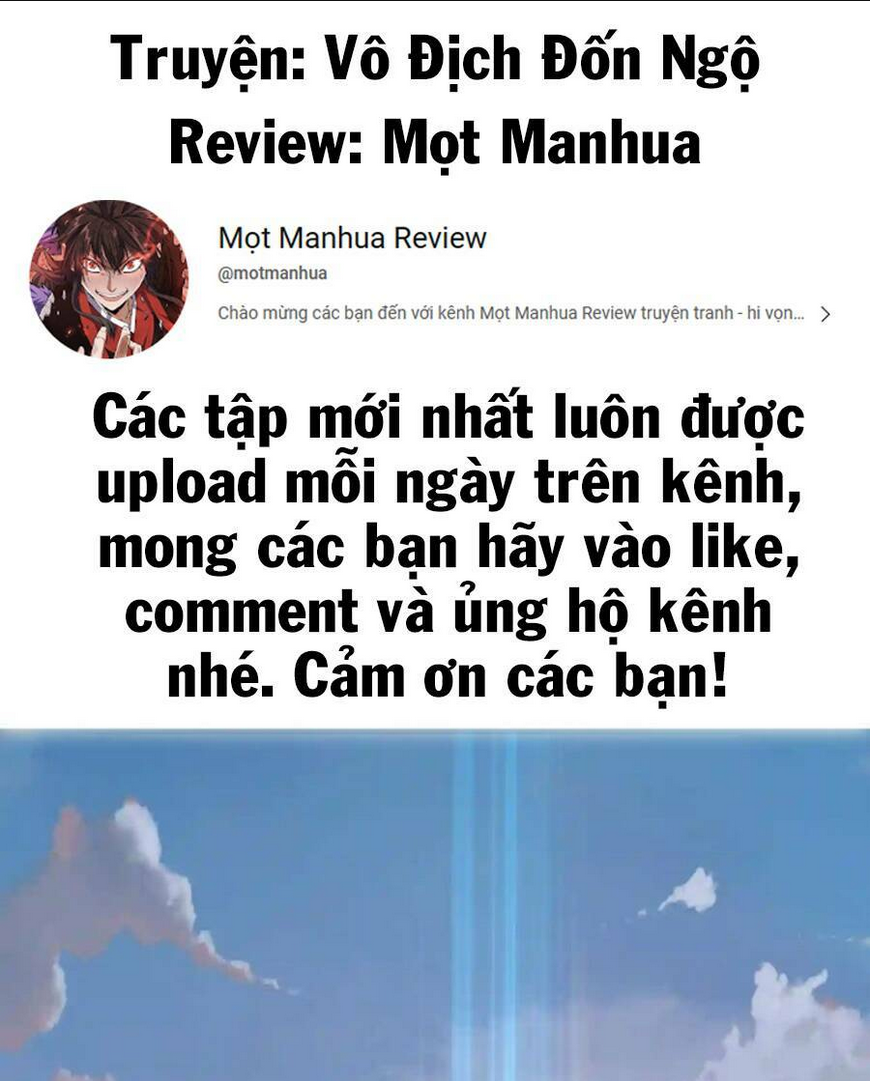 Truyện: Vô Địch Đốn Ngộ
Review: Mọt Manhua
Mọt Manhua Review
@motmanhua
Chào mừng các bạn đến với kênh Mọt Manhua Review truyện tranh - hi vọn...
Các tập mới nhất luôn được
upload mỗi ngày trên kênh,
mong các bạn hãy vào like,
comment và ủng hộ kênh
nhé. Cảm ơn các bạn!